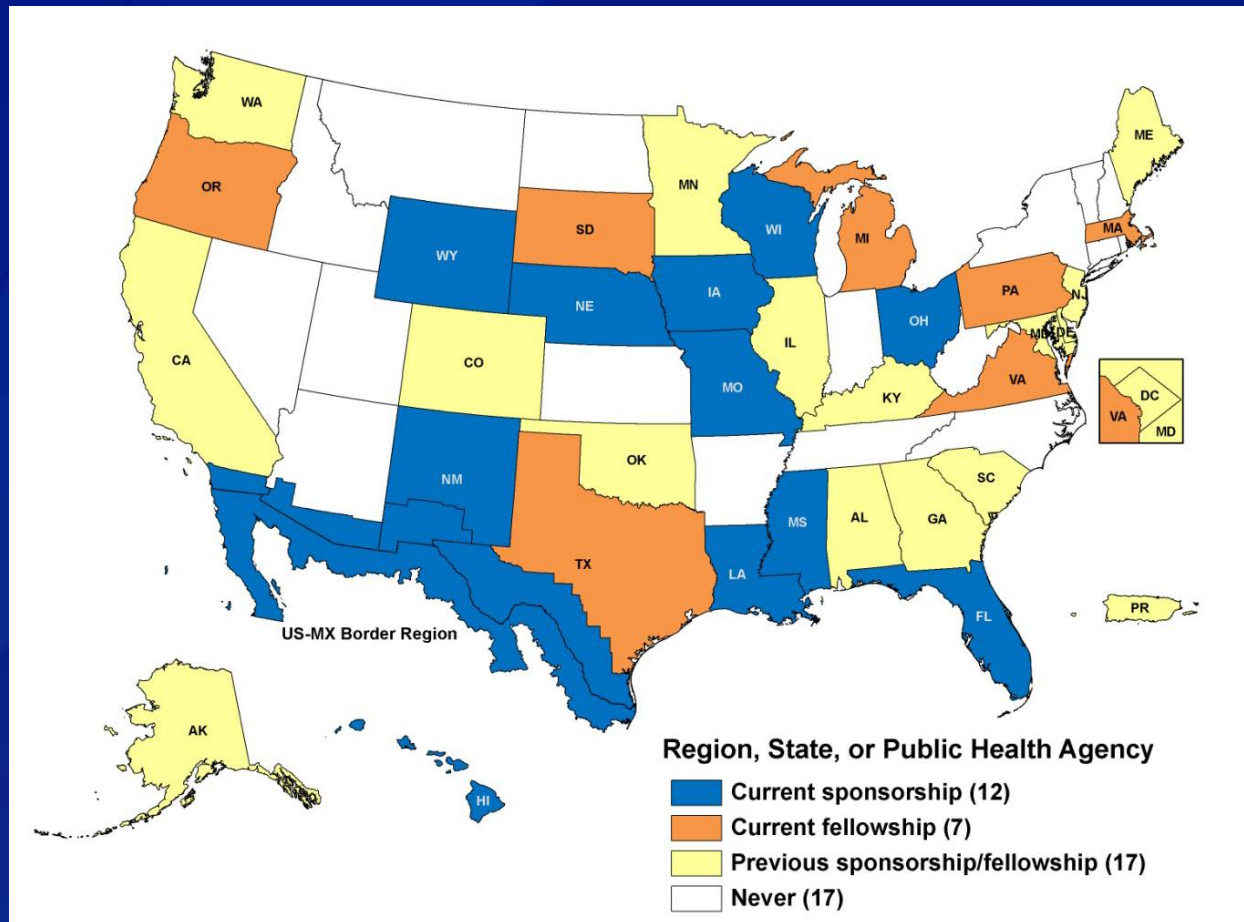 WA
ME
MN
OR
MA
SD
WI
MI
WY
PA
IA
NJ
NE
OH
MD
DE
IL
CO
CA
VA
MO
KY
DC
VA
MD
OK
NM
SC
MS
AL
GA
TX
LA
PR
FL
US-MX Border Region
AK
HI
Region, State, or Public Health Agency
Current sponsorship (12)
Current fellowship (7)
Previous sponsorship/fellowship (17)
Never (17)